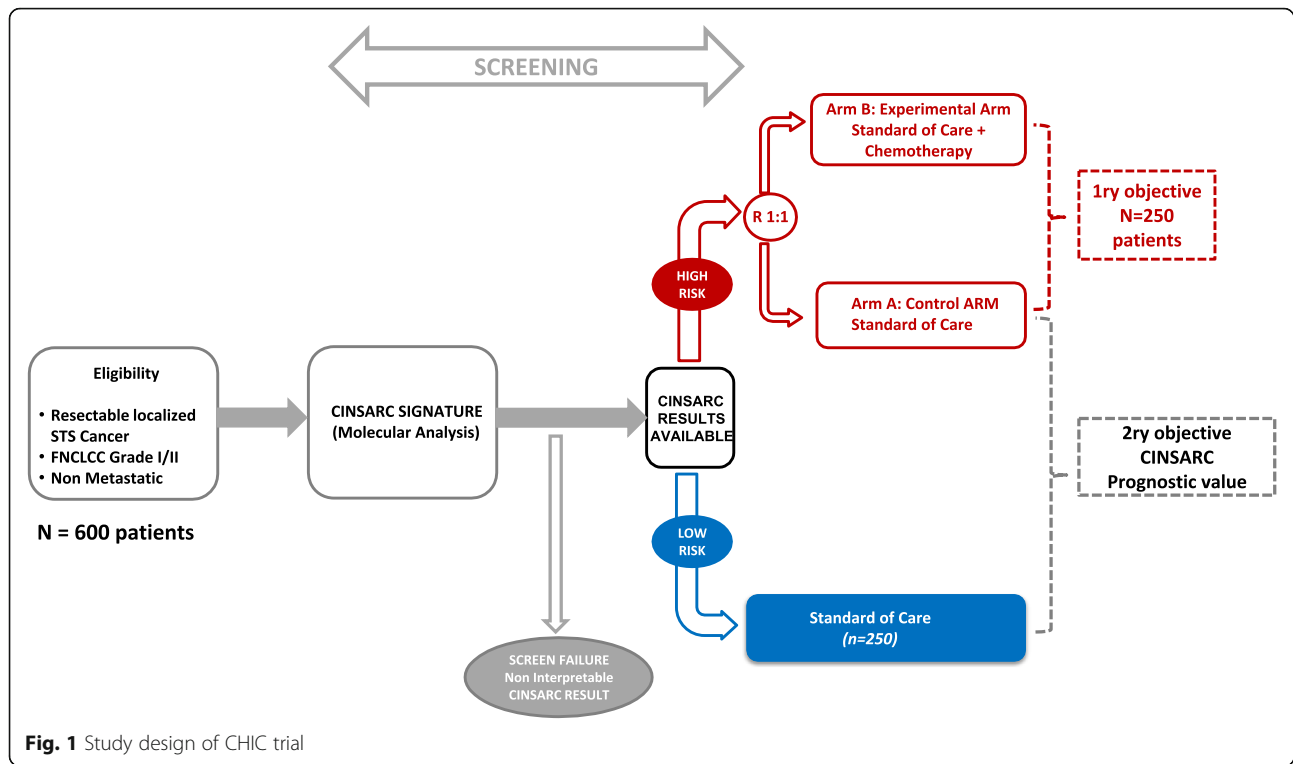 SCREENING
Eligibility
• Resectable localized
STS Cancer
• FNCLCC Grade I/II
• Non Metastatic
N = 600 patients
CINSARC SIGNATURE
(Molecular Analysis)
SCREEN FAILURE
Non Interpretable
CINSARC RESULT
CINSARC
RESULTS
AVAILABLE
HIGH
RISK
R 1:1
Arm B: Experimental Arm
Standard of Care +
Chemotherapy
Arm A: Control ARM
Standard of Care
LOW
RISK
Standard of Care
(n=250)
1ry objective
N=250
patients
2ry objective
CINSARC
Prognostic value
Fig. 1 Study design of CHIC trial